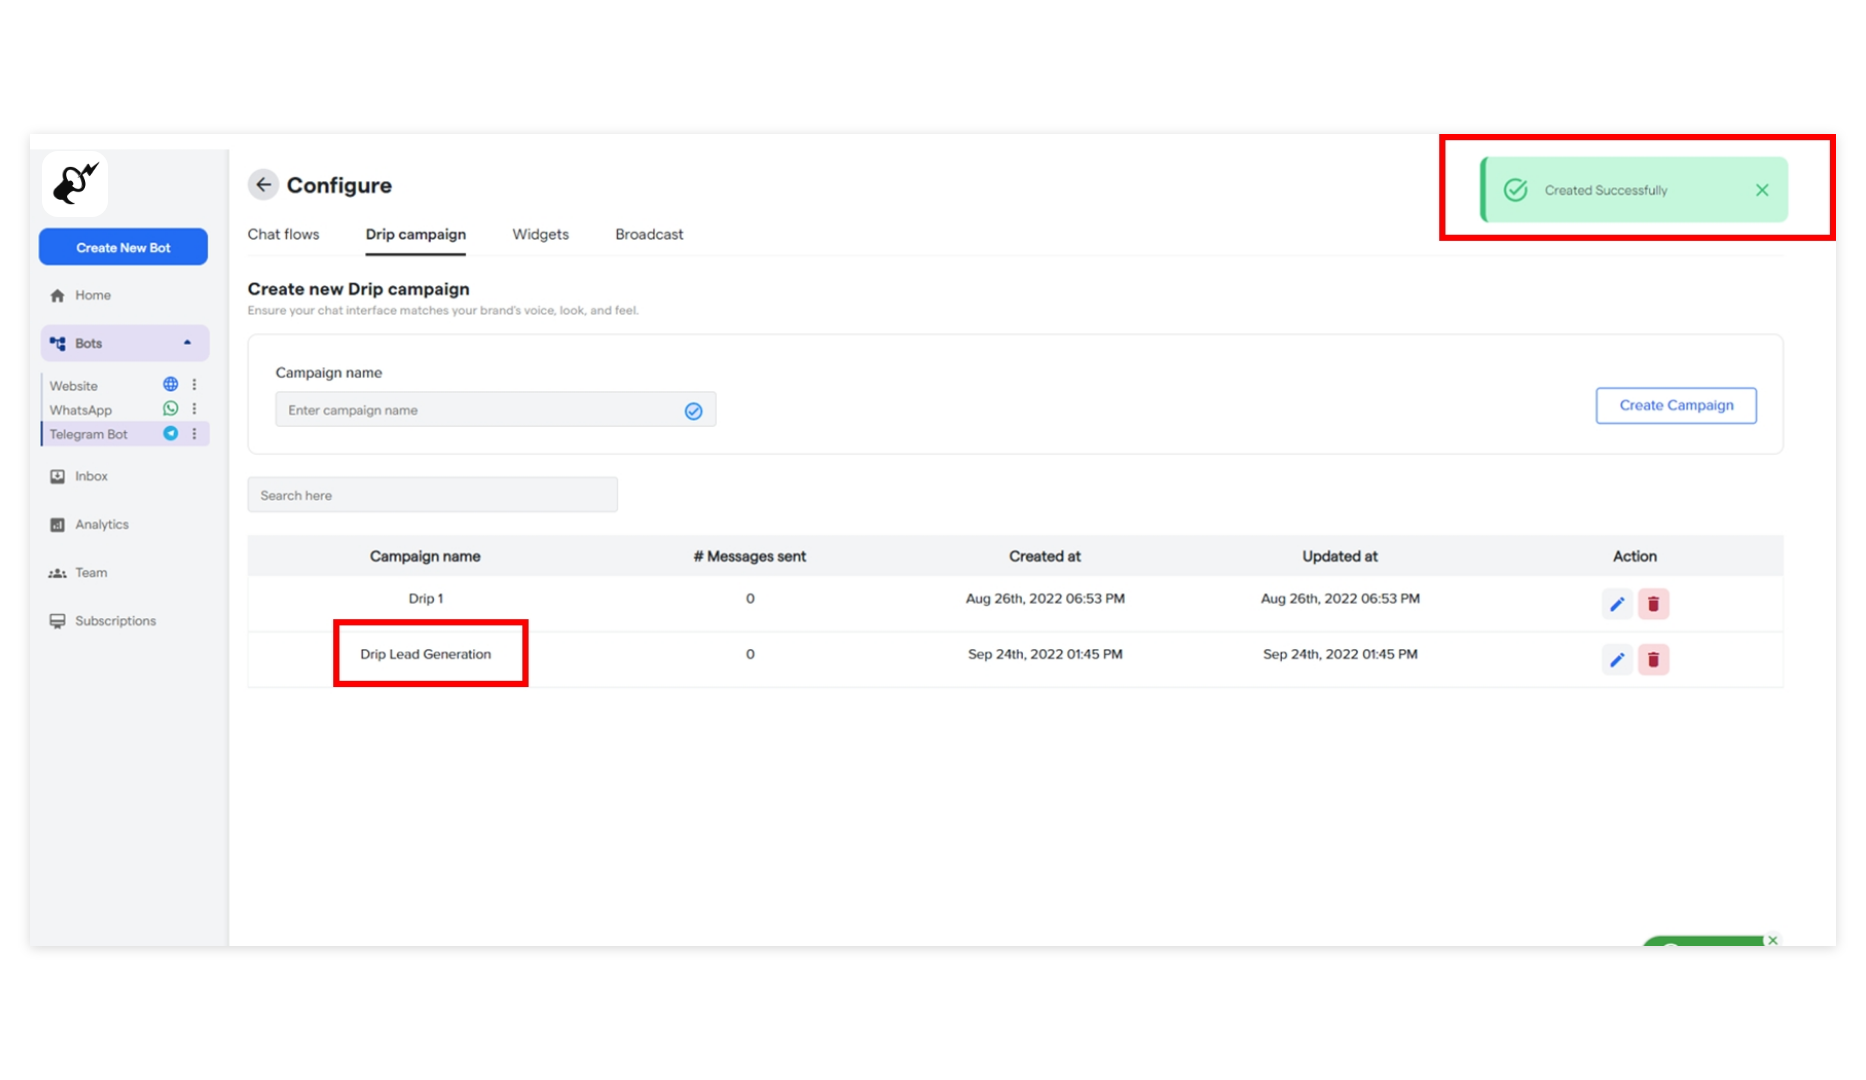 Create New Bot
Home
Bots
Website
WhatsApp
Telegram Bot
Inbox
Analytics
Team
Subscriptions
Configure
Created Successfully
Chat flows Drip campaign Widgets Broadcast
Create new Drip campaign
Ensure your chat interface matches your brand's voice, look, and feel.
Campaign name
Enter campaign name
Create Campaign
Search here
Campaign name # Messages sent Created at Updated at Action
Drip 1 0 Aug 26th, 2022 06:53 PM Aug 26th, 2022 06:53 PM
Drip Lead Generation 0 Sep 24th, 2022 01:45 PM Sep 24th, 2022 01:45 PM